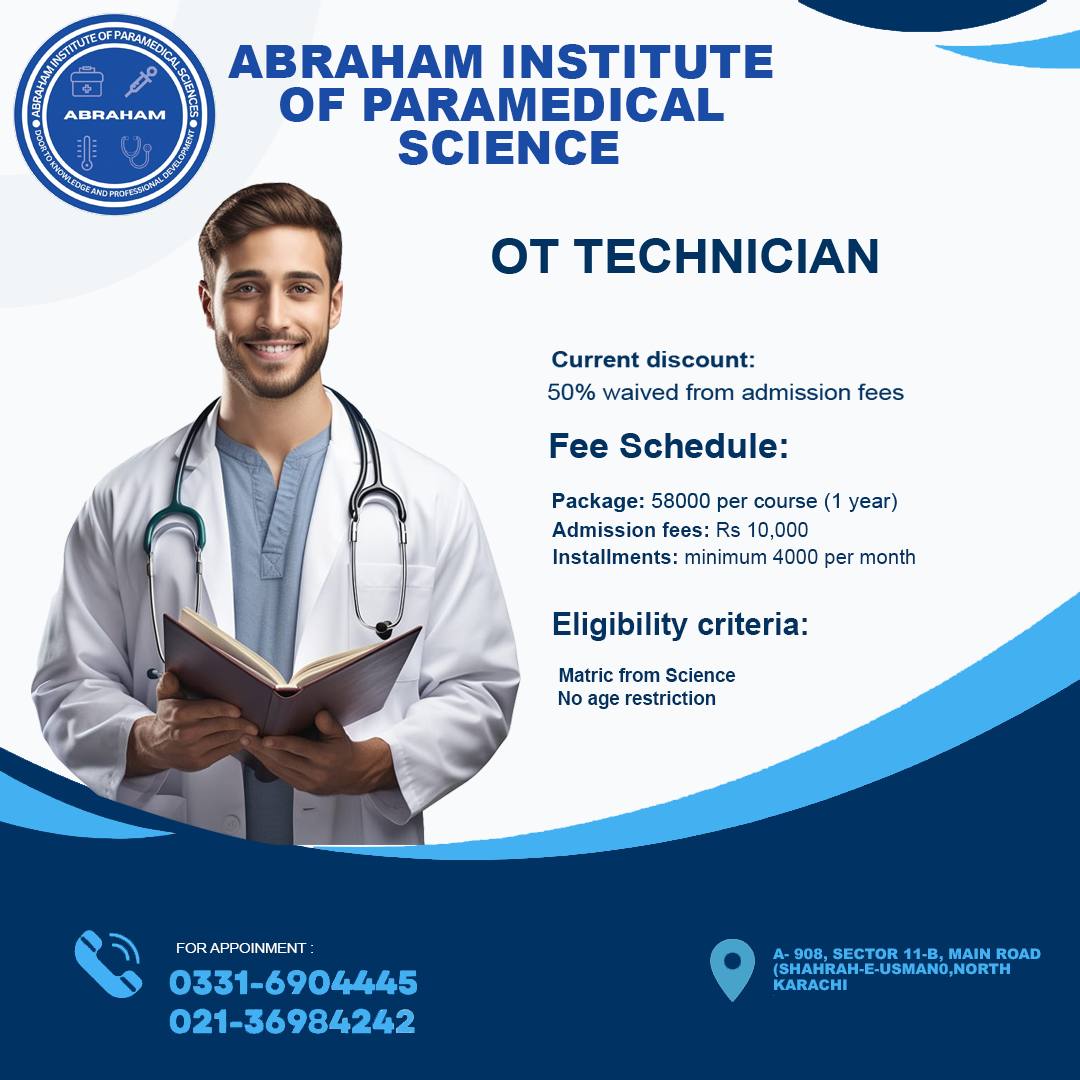 ABRAHAM INSTITUTE OF PARAMEDICAL SCIENCES
ABRAHAM
DOOR TO KNOWLEDGE AND PROFESSIONAL DEVELOPMENT
ABRAHAM INSTITUTE
OF PARAMEDICAL
SCIENCE
OT TECHNICIAN
Current discount:
50% waived from admission fees
Fee Schedule:
Package: 58000 per course (1 year)
Admission fees: Rs 10,000
Installments: minimum 4000 per month
Eligibility criteria:
Matric from Science
No age restriction
FOR APPOINMENT :
0331-6904445
021-36984242
A- 908, SECTOR 11-B, MAIN ROAD
(SHAHRAH-E-USMAN0,NORTH
KARACHI